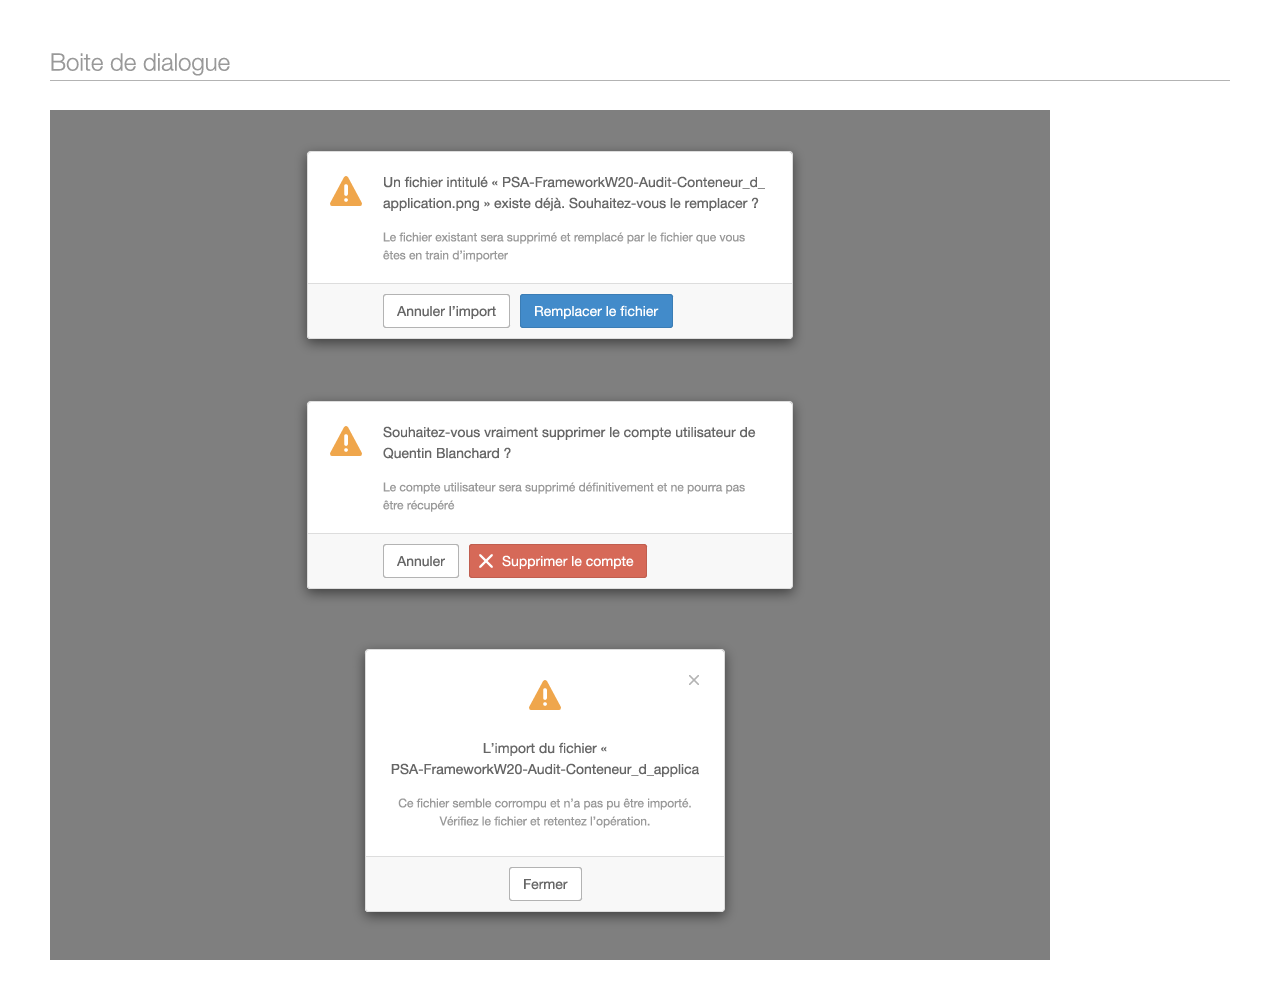 Boite de dialogue
Un fichier intitulé « PSA-FrameworkW20-Audit-Conteneur_d_
application.png » existe déjà. Souhaitez-vous le remplacer ?
Le fichier existant sera supprimé et remplacé par le fichier que vous
êtes en train d’importer
Annuler l’import
Remplacer le fichier
Souhaitez-vous vraiment supprimer le compte utilisateur de
Quentin Blanchard ?
Le compte utilisateur sera supprimé définitivement et ne pourra pas
être récupéré
Annuler
Supprimer le compte
L’import du fichier «
PSA-FrameworkW20-Audit-Conteneur_d_applica
Ce fichier semble corrompu et n’a pas pu être importé.
Vérifiez le fichier et retentez l’opération.
Fermer